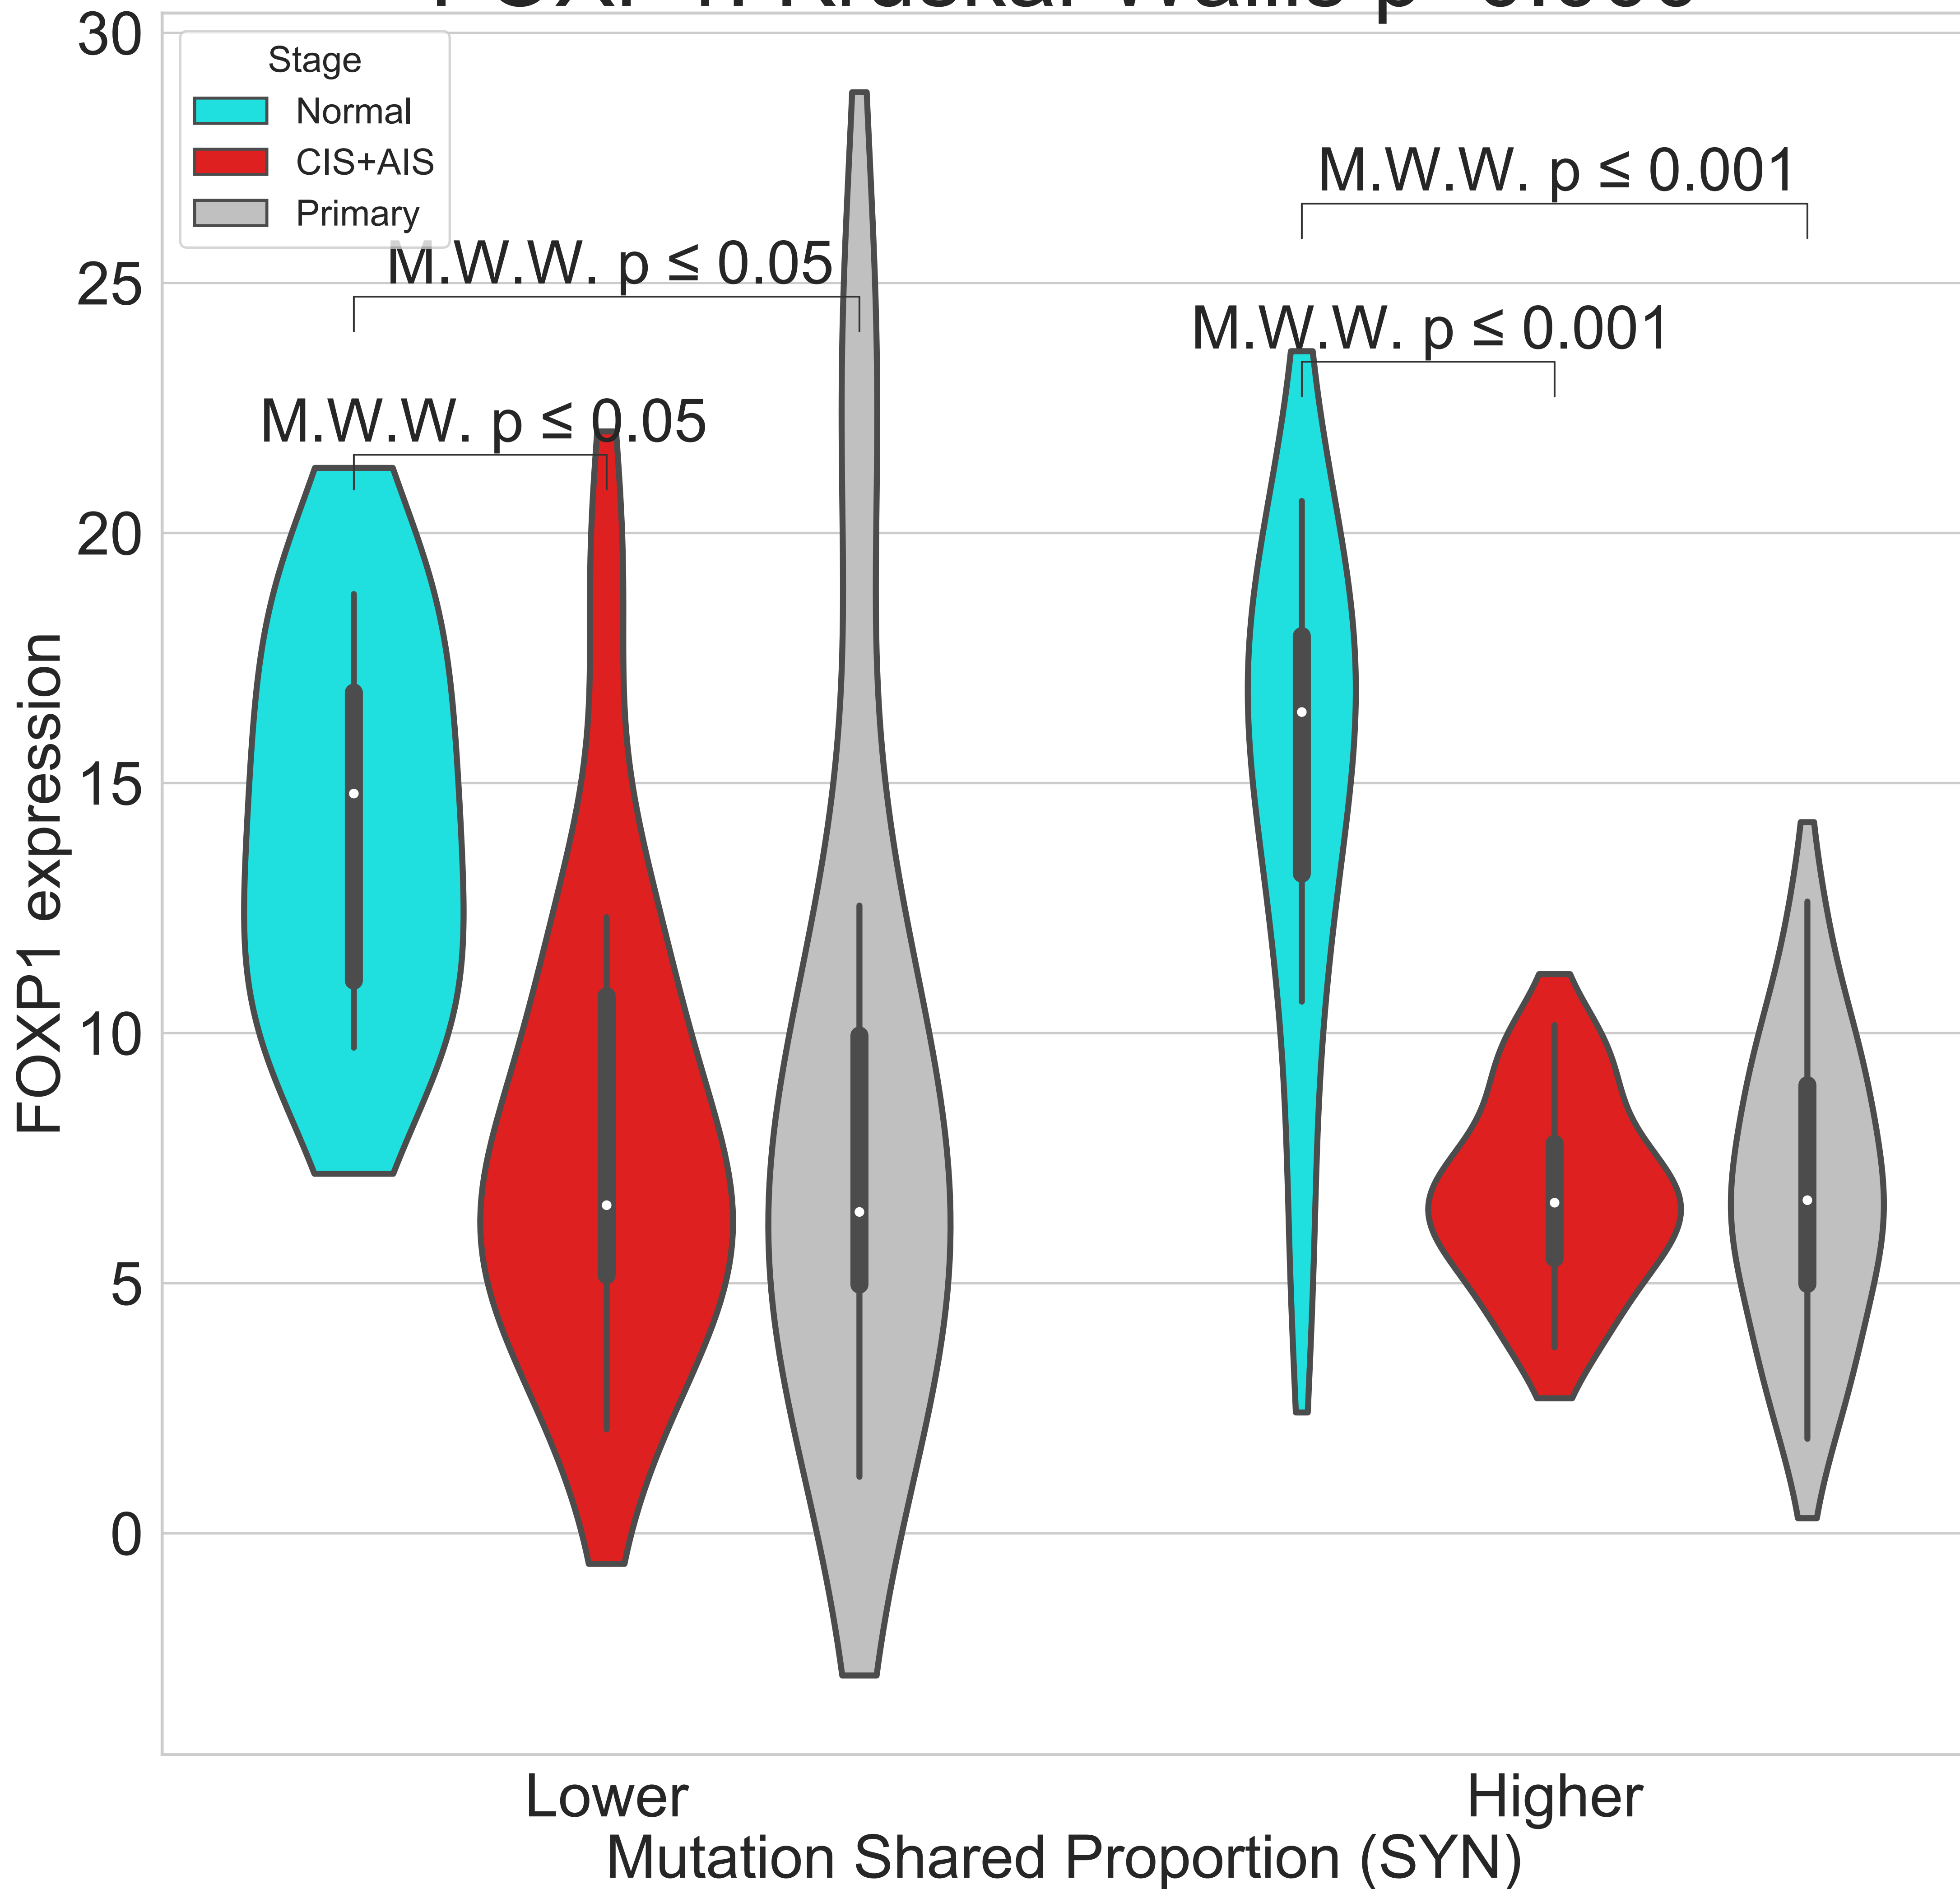 30
Stage
Normal
CIS+AIS
Primary
M.W.W. p ≤ 0.001
M.W.W. p ≤ 0.05
25
M.W.W. p ≤ 0.001
M.W.W. p ≤ 0.05
20
15
10
5
0
FOXP1 expression
Lower
Higher
Mutation Shared Proportion (SYN)